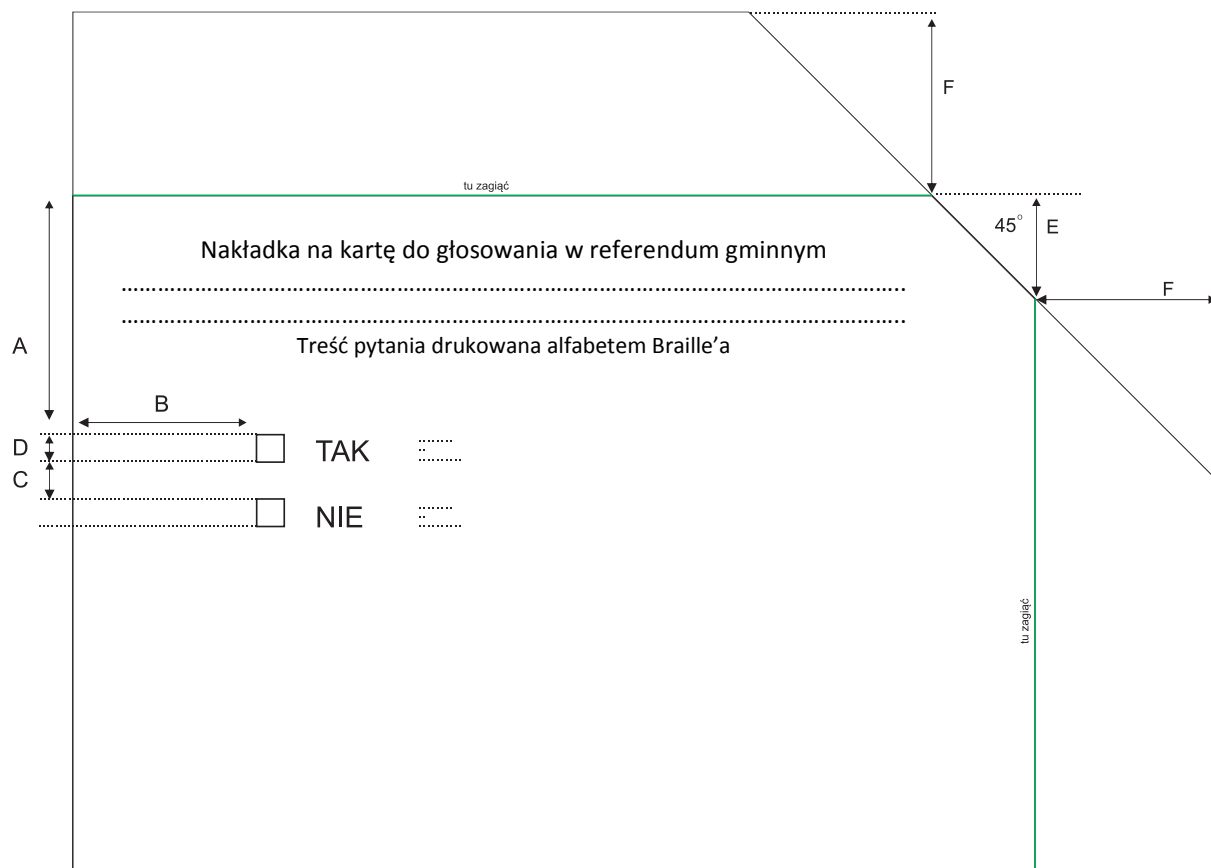 F
tu zagiąć
45° E
Nakładka na kartę do głosowania w referendum gminnym
....................................................................................................
....................................................................................................
F
A
Treść pytania drukowana alfabetem Braille’a
B
D
TAK
C
NIE
tu zagiąć